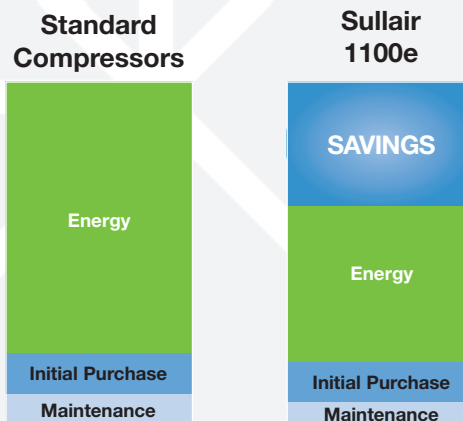 Standard
Compressors
Energy
Initial Purchase
Maintenance
Sullair
1100e
SAVINGS
Energy
Initial Purchase
Maintenance